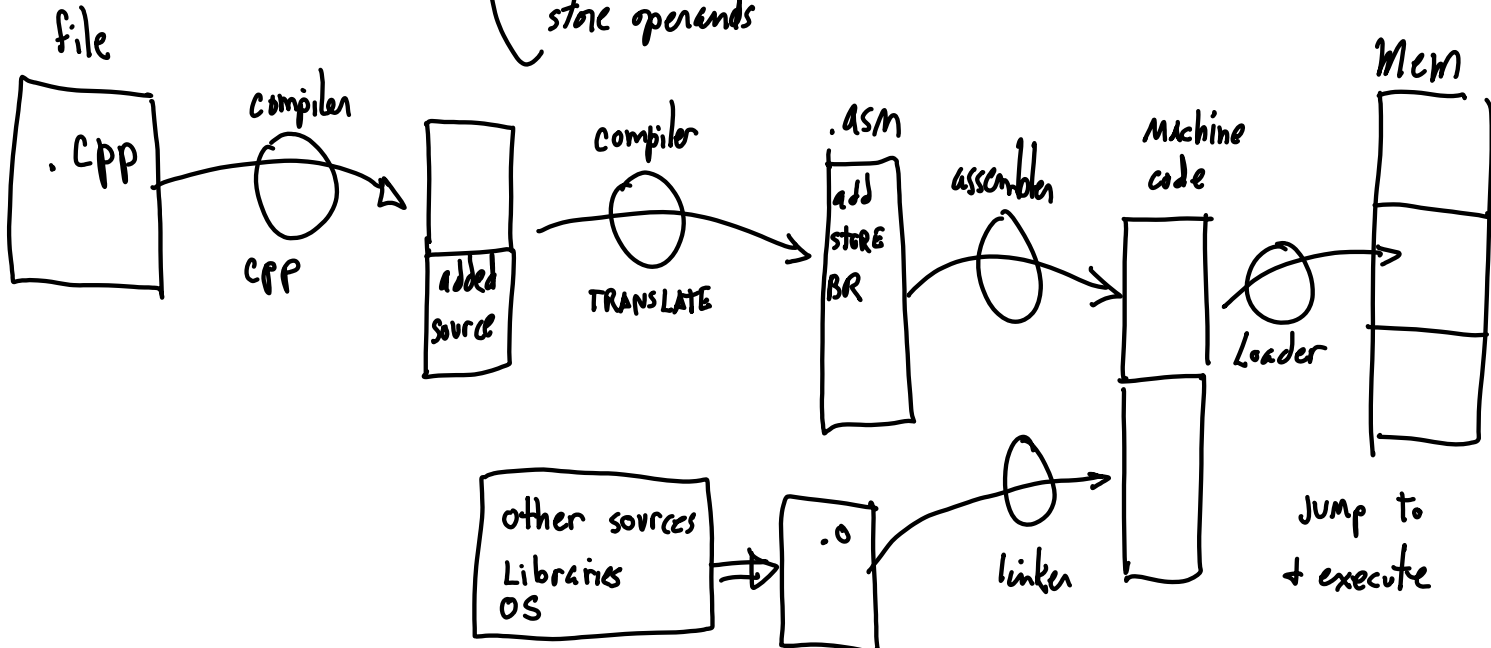 store operands
file
Mem
compiler
.cpp
cpp
added
source
compiler
TRANSLATE
.asm
add
STORE
BR
assembler
Machine
code
Loader
other sources
Libraries
OS
.o
linker
Jump to
+ execute